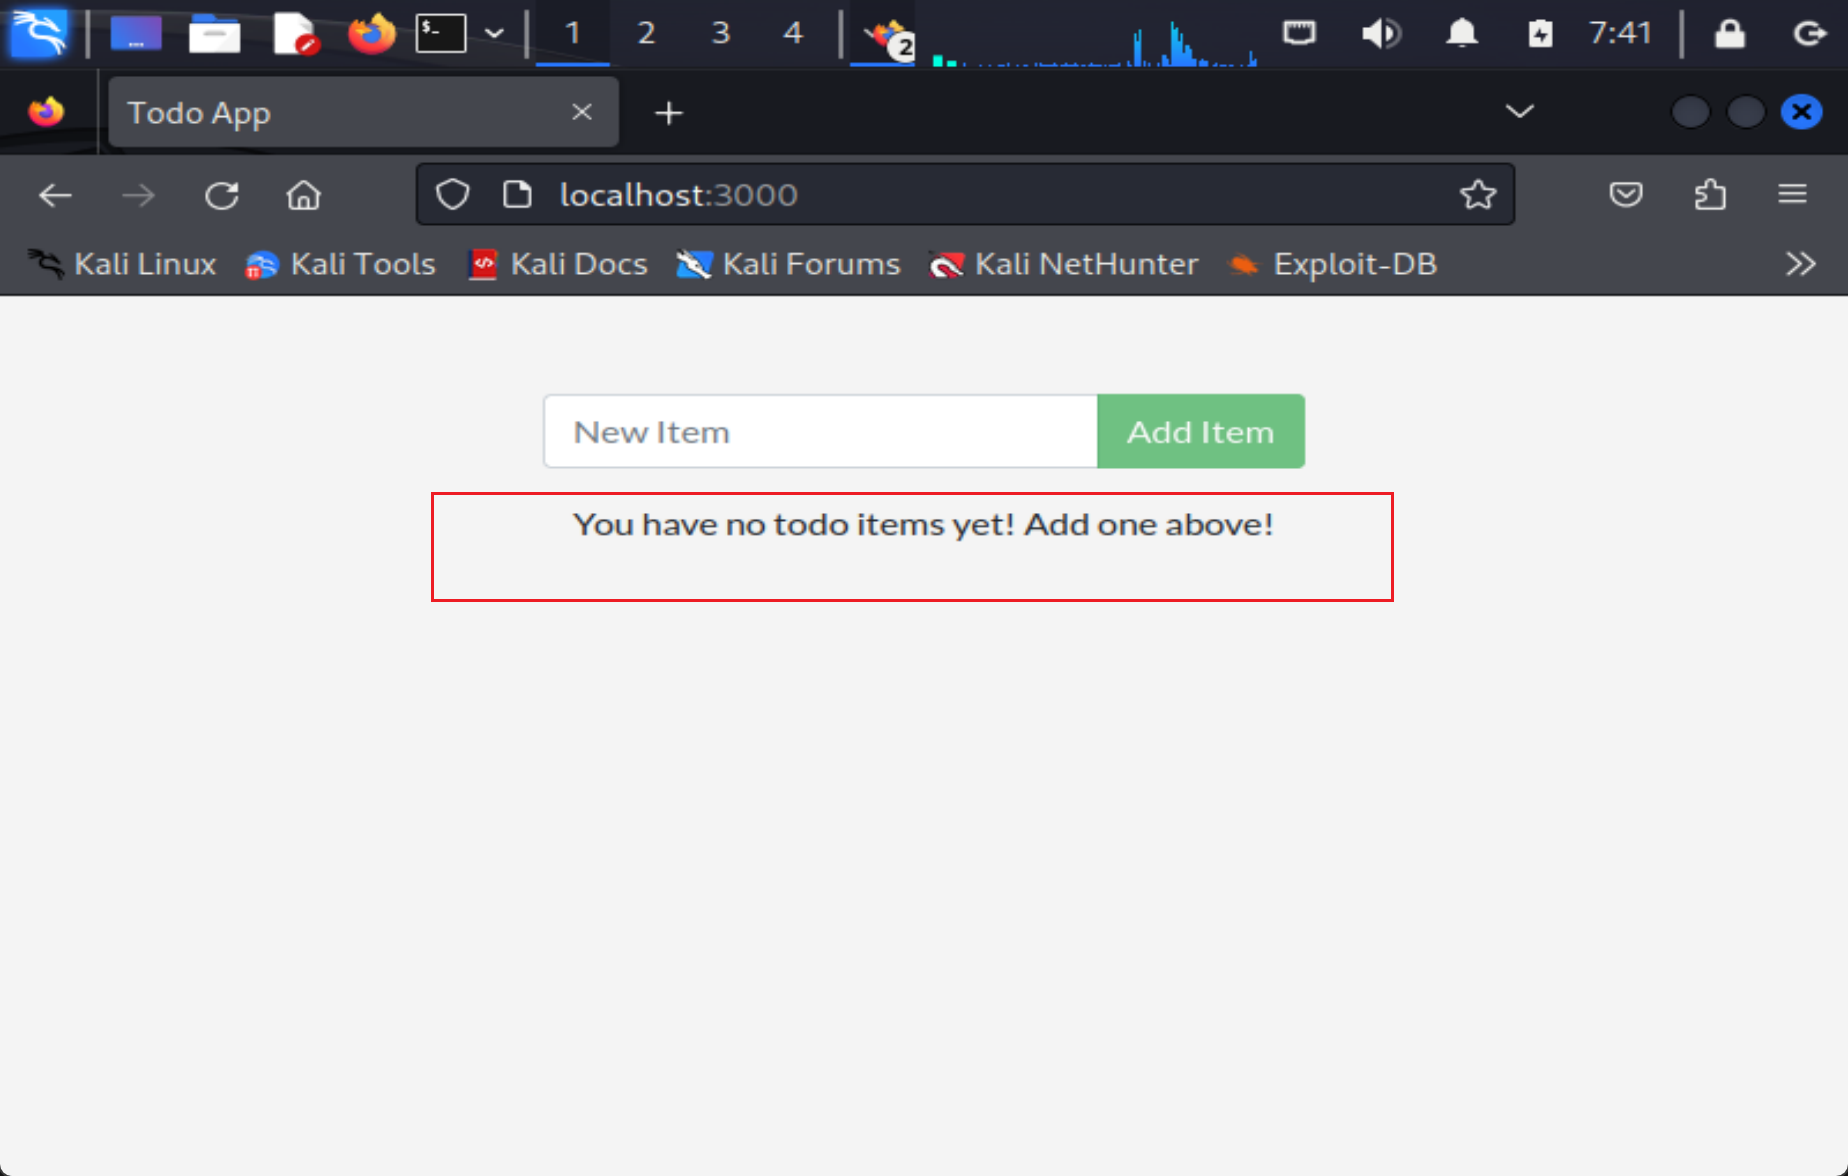 $_ 1 2 3 4 2 7:41
Todo App
localhost:3000
Kali Linux Kali Tools Kali Docs Kali Forums Kali NetHunter Exploit-DB
New Item Add Item
You have no todo items yet! Add one above!